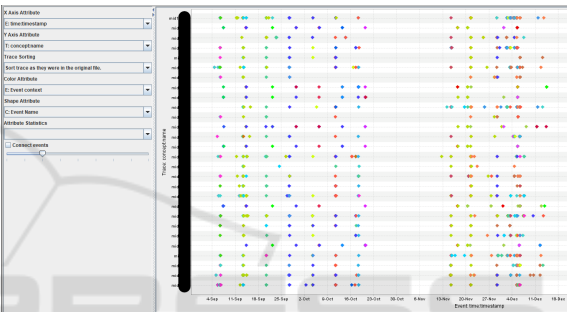 X Axis Attribute
E: time:timestamp
Y Axis Attribute
T: concept:name
Trace Sorting
Sort trace as they were in the original file.
Color Attribute
E: Event context
Shape Attribute
C: Event Name
Attribute Statistics
Connect events
Trace: concept:name
4-Sep 11-Sep 18-Sep 25-Sep 2-Oct 9-Oct 16-Oct 23-Oct 30-Oct 6-Nov 13-Nov 20-Nov 27-Nov 4-Dec 11-Dec 18-Dec
Event time:timestamp